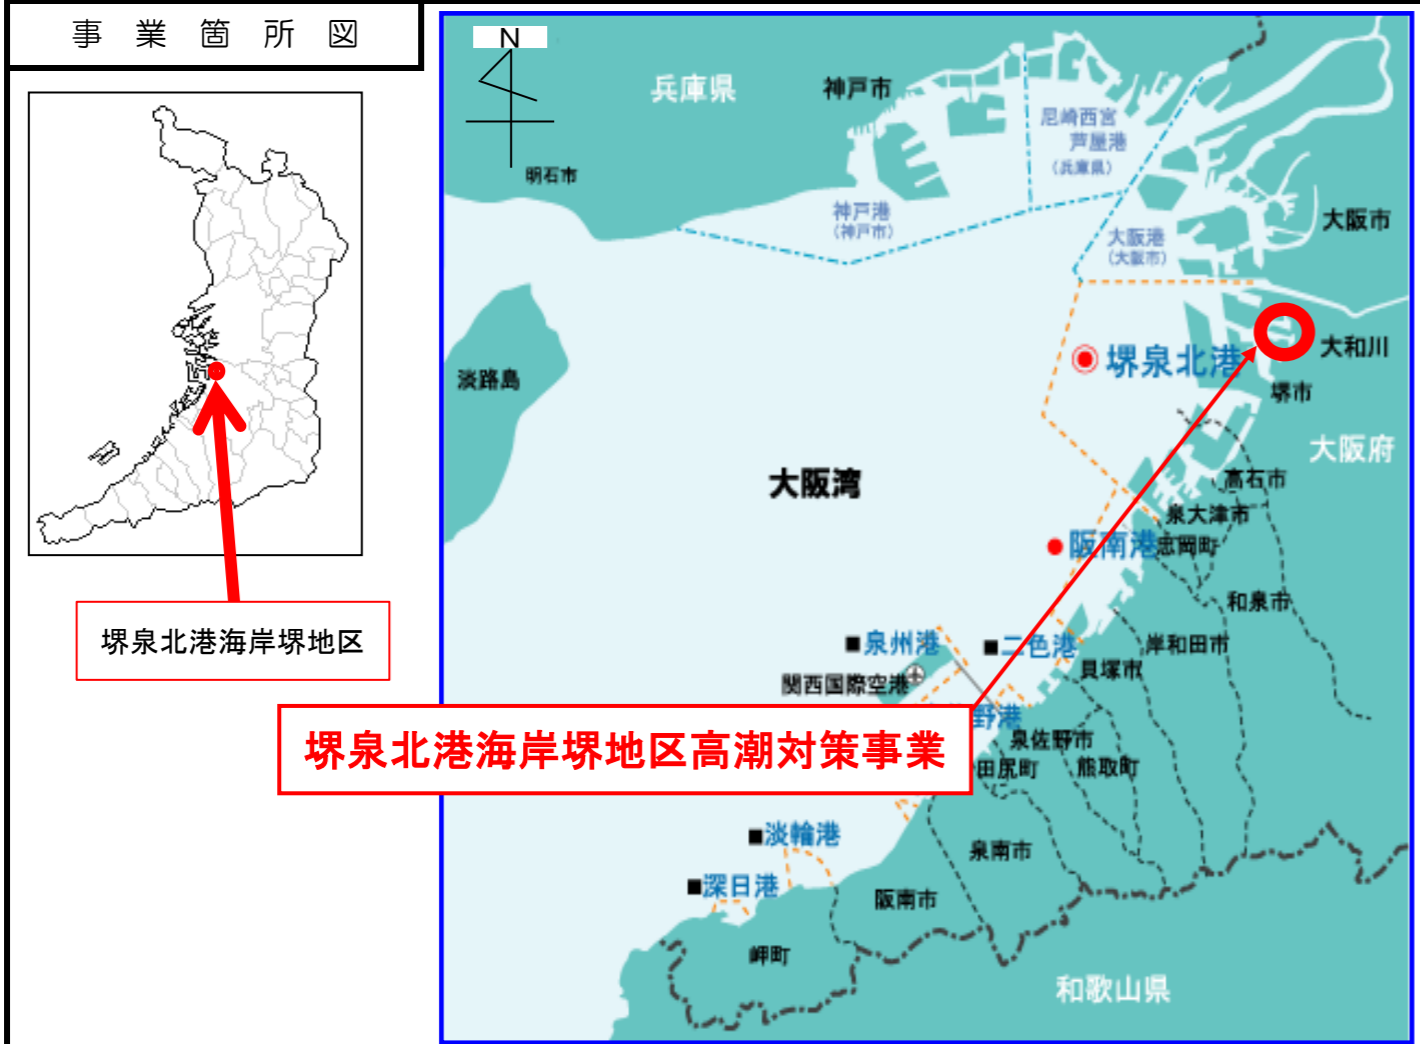 事業箇所図
堺泉北港海岸堺地区
N
兵庫県
神戸市
明石市
尼崎西宮
芦屋港
(兵庫県)
神戸港
(神戸市)
大阪港
(大阪市)
大阪市
堺泉北港
大和川
淡路島
堺市
大阪府
大阪湾
高石市
泉大津市
阪南港
忠岡町
和泉市
泉州港
二色港
岸和田市
貝塚市
関西国際空港
野港
堺泉北港海岸堺地区高潮対策事業
泉佐野市
田尻町
熊取町
淡輪港
泉南市
深日港
阪南市
岬町
和歌山県